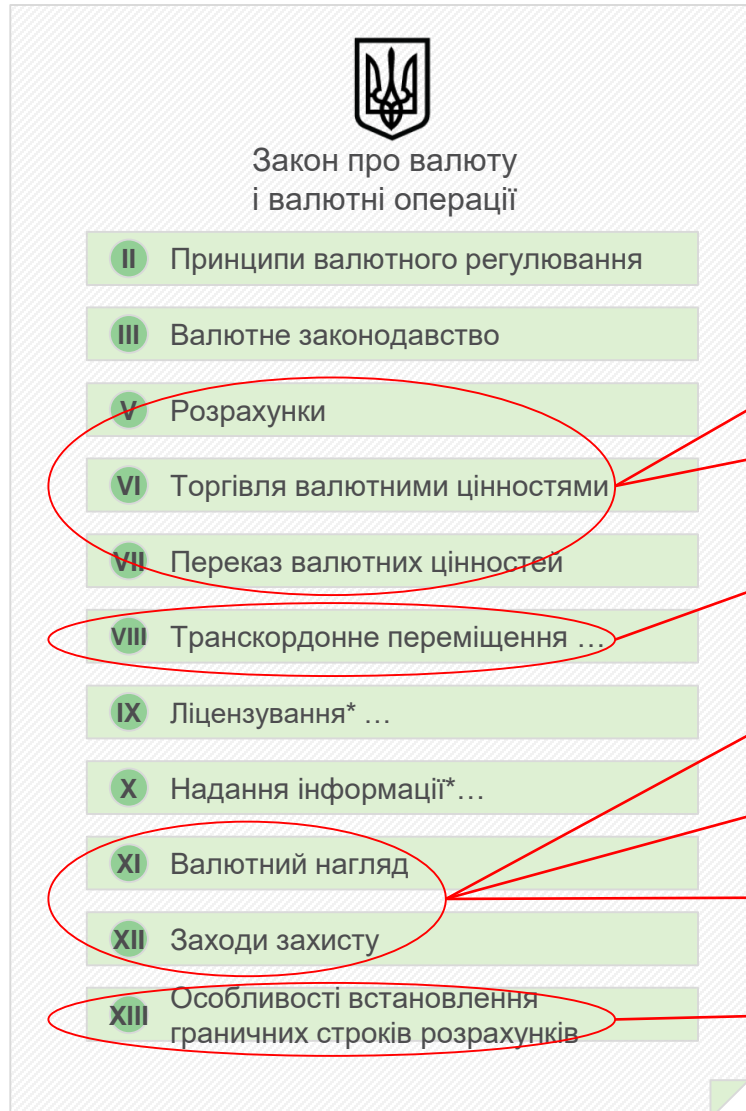 Закон про валюту
і валютні операції
II Принципи валютного регулювання
III Валютне законодавство
V Розрахунки
VI Торгівля валютними цінностями
VII Переказ валютних цінностей
VIII Транскордонне переміщення …
IX Ліцензування* …
X Надання інформації*…
XI Валютний нагляд
XII Заходи захисту
XIII Особливості встановлення
граничних строків розрахунків